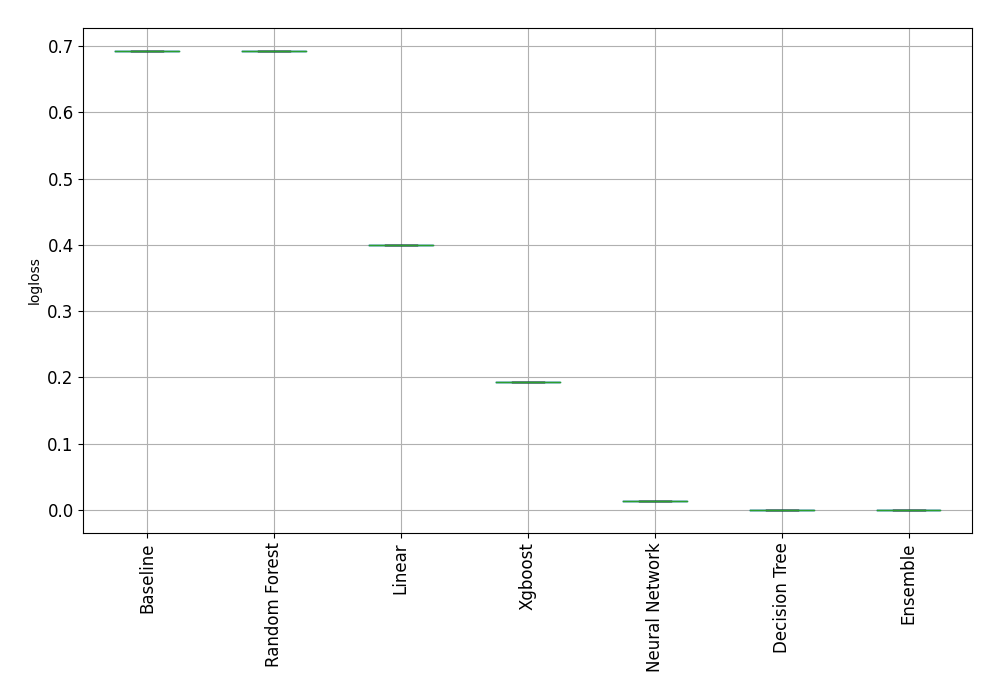 logloss
0.7
0.6
0.5
0.4
0.3
0.2
0.1
0.0
Baseline
Random Forest
Linear
Xgboost
Neural Network
Decision Tree
Ensemble